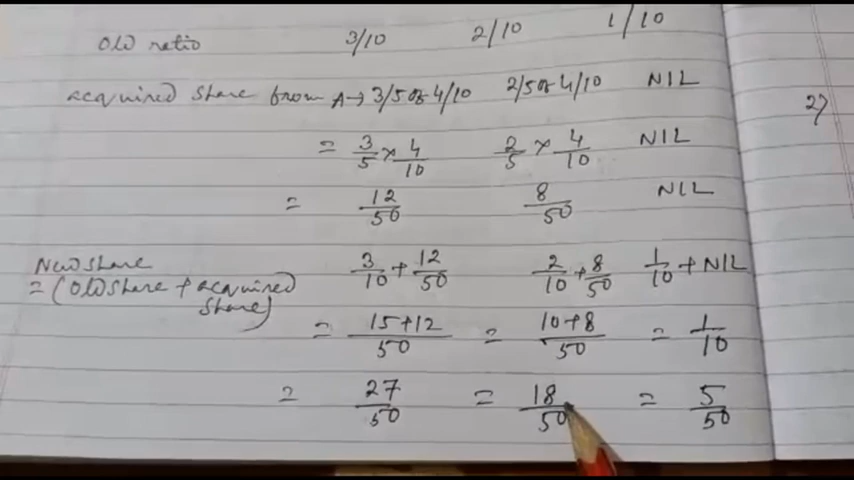 Old ratio 3/10 2/10 1/10
acquired share from A → 3/5 of 4/10 2/5 of 4/10 NIL
2)
= 3/5 × 4/10 2/5 × 4/10 NIL
= 12/50 8/50 NIL
New share 3/10 + 12/50 2/10 + 8/50 1/10 + NIL
= (Old share + acquired
share)
= 15+12/50 = 10+8/50 = 1/10
= 27/50 = 18/50 = 5/50